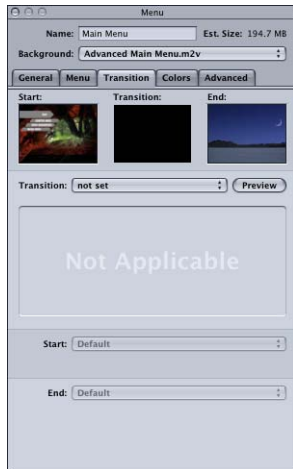 Menu
Name: Main Menu Est. Size: 194.7 MB
Background: Advanced Main Menu.m2v
General Menu Transition Colors Advanced
Start: Transition: End:
Transition: not set Preview
Not Applicable
Start: Default
End: Default